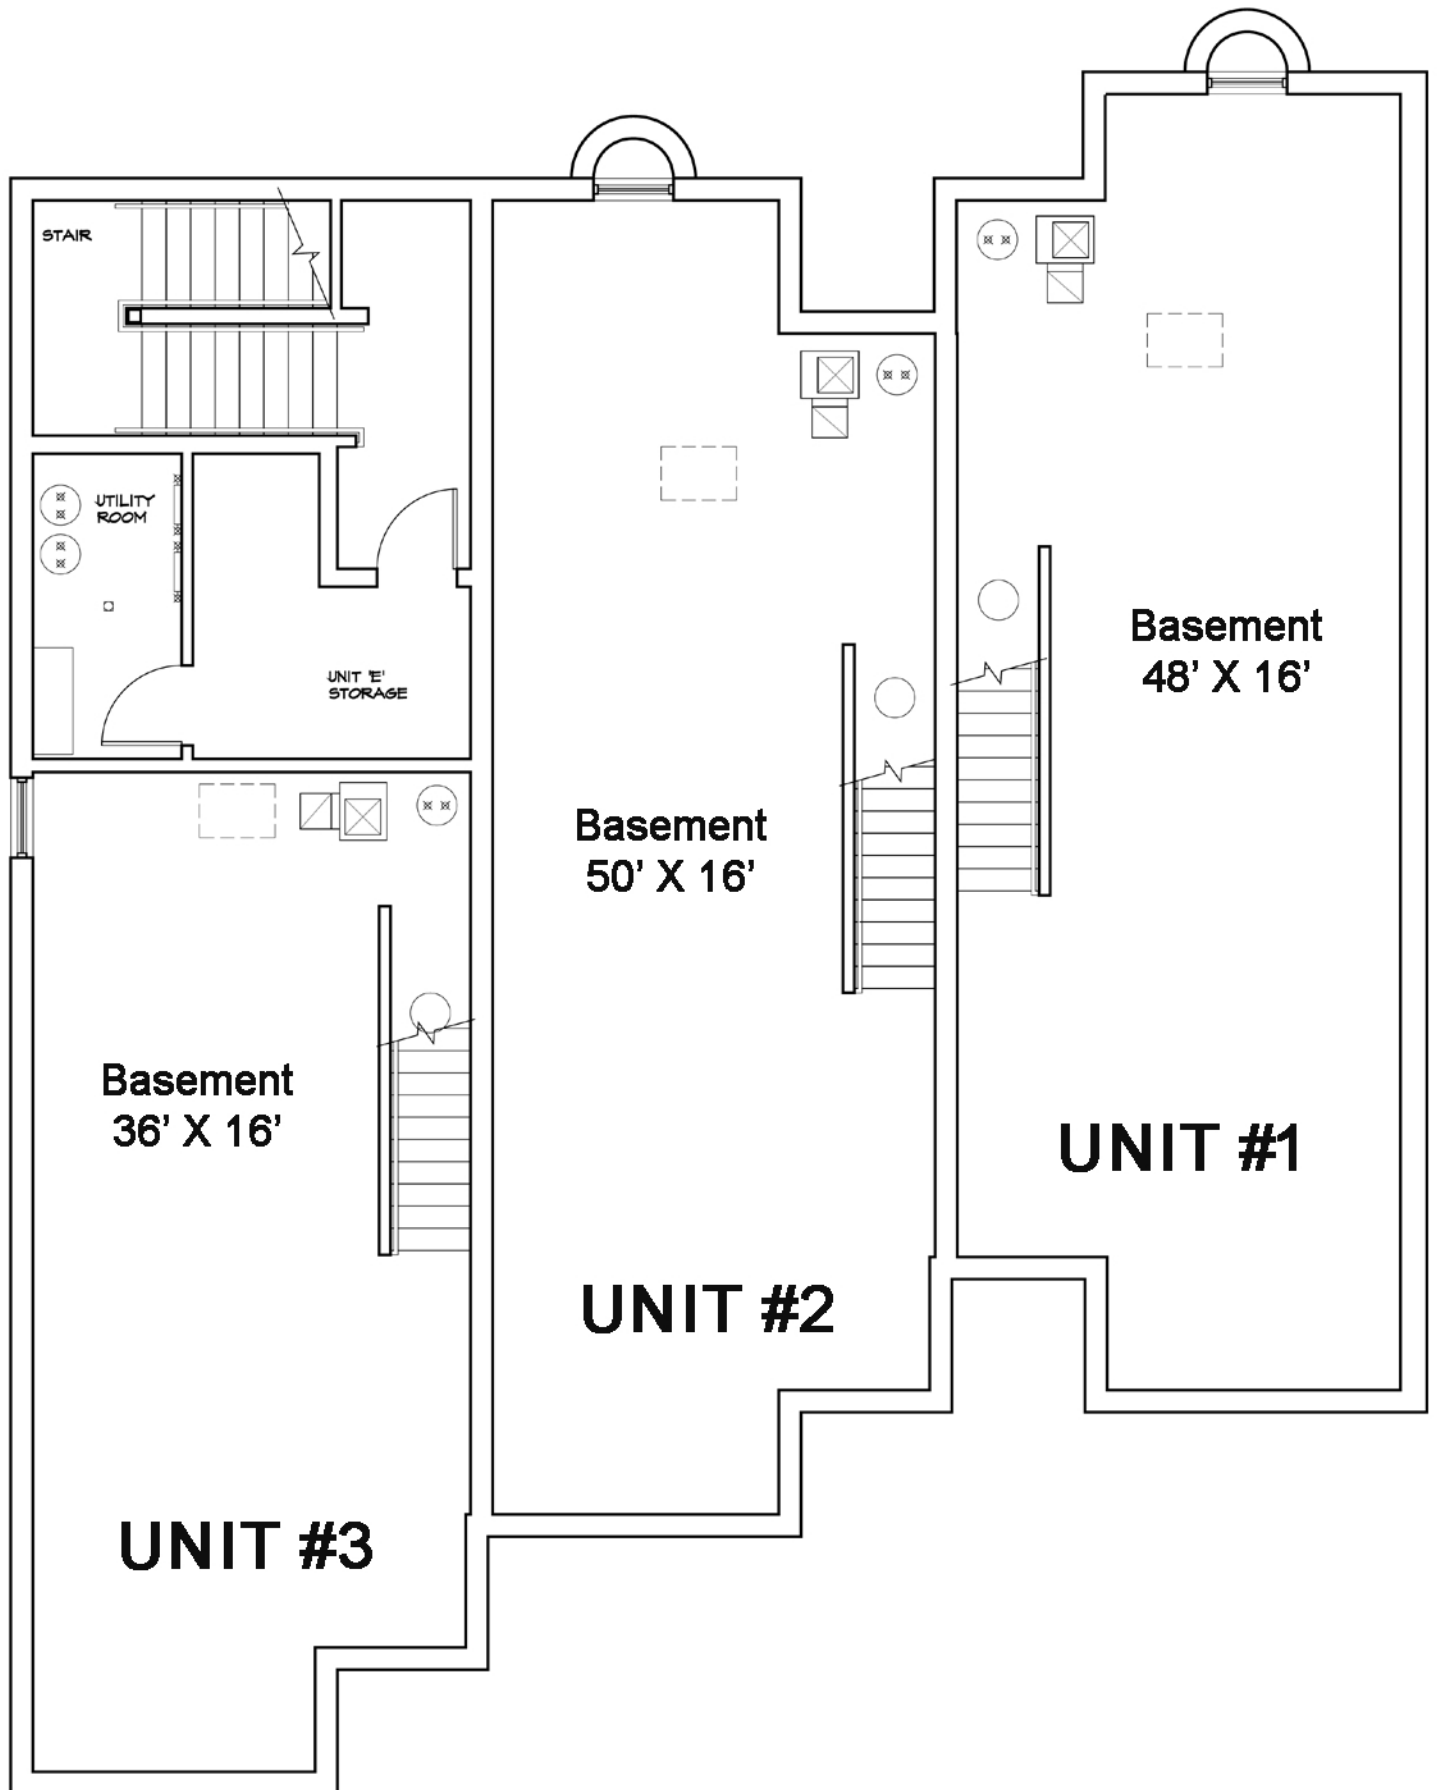 STAIR
UTILITY
ROOM
UNIT 'E'
STORAGE
Basement
48’ X 16’
Basement
50’ X 16’
Basement
36’ X 16’
UNIT #1
UNIT #2
UNIT #3